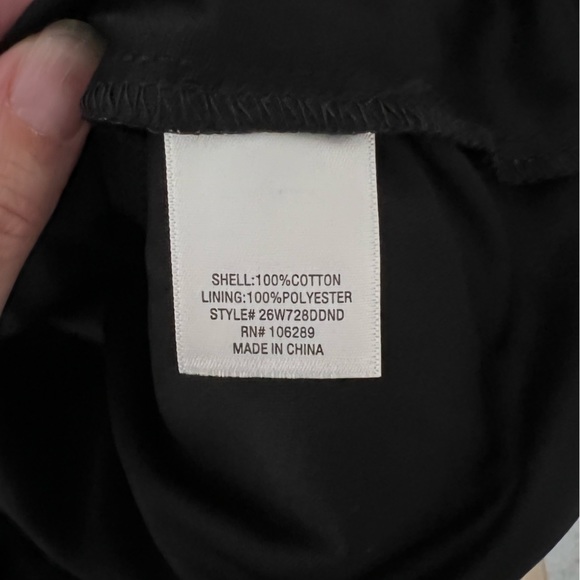 SHELL:100%COTTON
LINING:100%POLYESTER
STYLE# 26W728DDND
RN# 106289
MADE IN CHINA